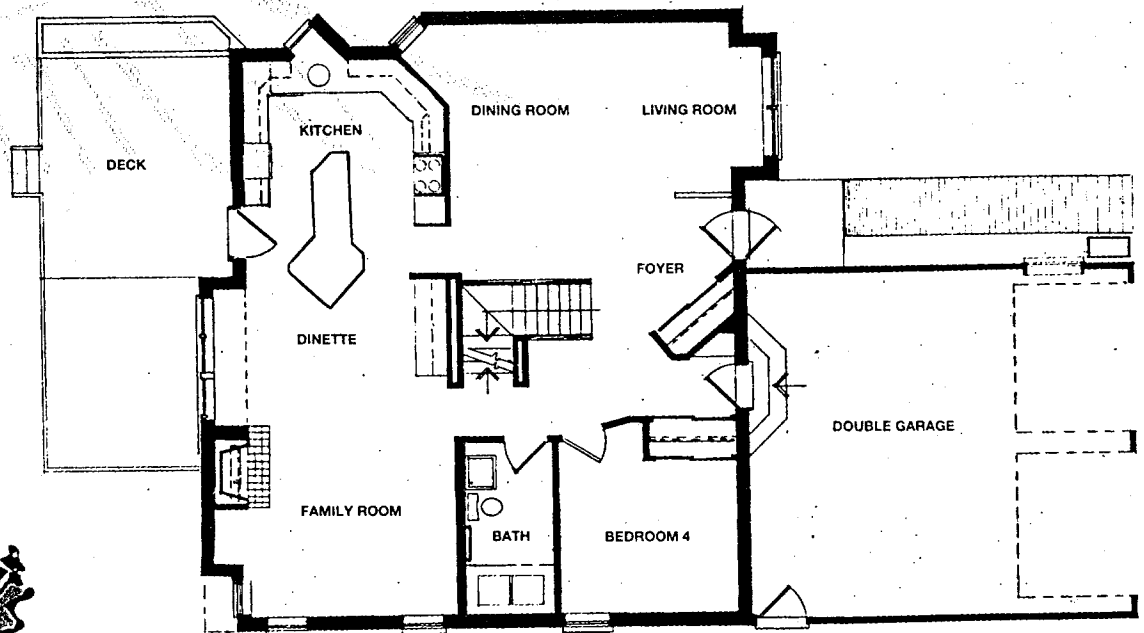 DINING ROOM
LIVING ROOM
KITCHEN
DECK
FOYER
DINETTE
DOUBLE GARAGE
FAMILY ROOM
BATH
BEDROOM 4